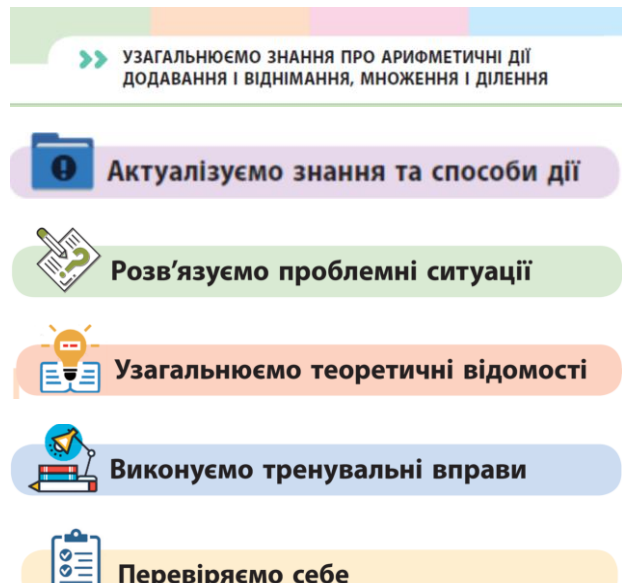 УЗАГАЛЬНЮЄМО ЗНАННЯ ПРО АРИФМЕТИЧНІ ДІЇ
ДОДАВАННЯ І ВІДНІМАННЯ, МНОЖЕННЯ І ДІЛЕННЯ
Актуалізуємо знання та способи дії
Розв’язуємо проблемні ситуації
Узагальнюємо теоретичні відомості
Виконуємо тренувальні вправи
Перевіряємо себе